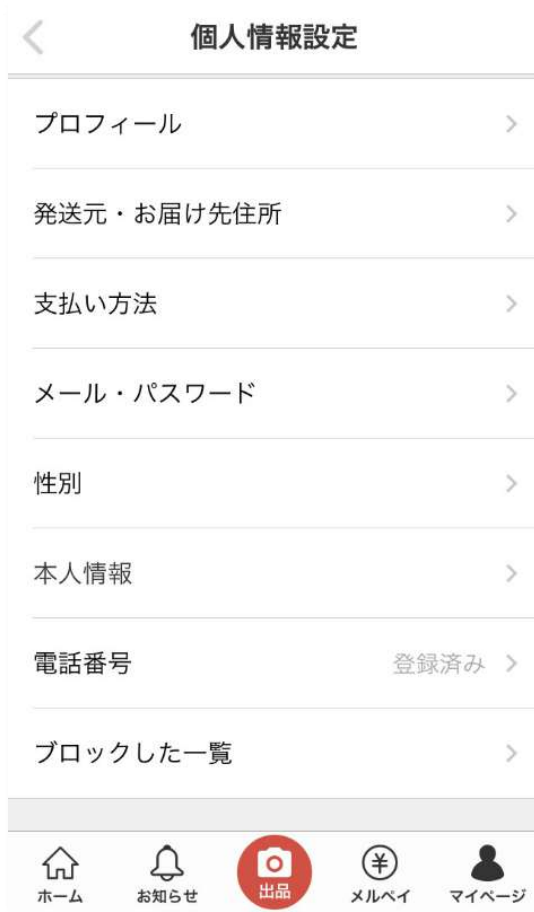 個人情報設定
プロフィール
発送元・お届け先住所
支払い方法
メール・パスワード
性別
本人情報
電話番号 登録済み
ブロックした一覧
ホーム お知らせ 出品 メルペイ マイページ